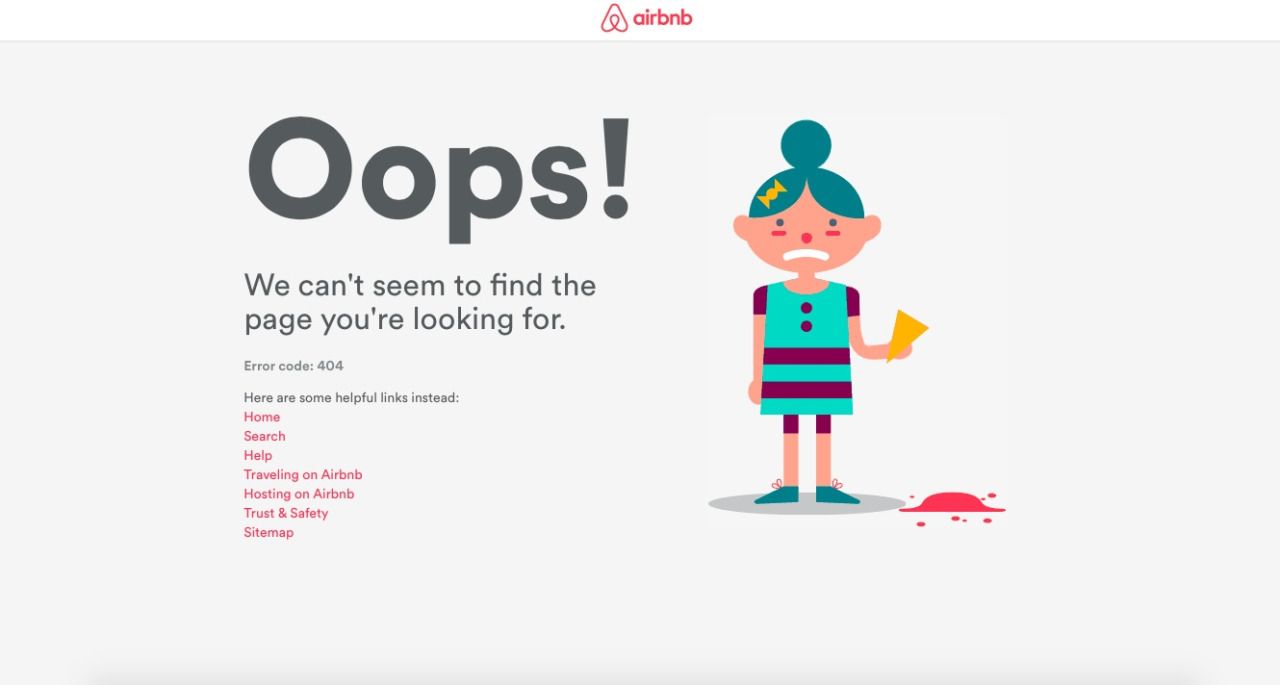 airbnb
Oops!
We can't seem to find the
page you're looking for.
Error code: 404
Here are some helpful links instead:
Home
Search
Help
Traveling on Airbnb
Hosting on Airbnb
Trust & Safety
Sitemap